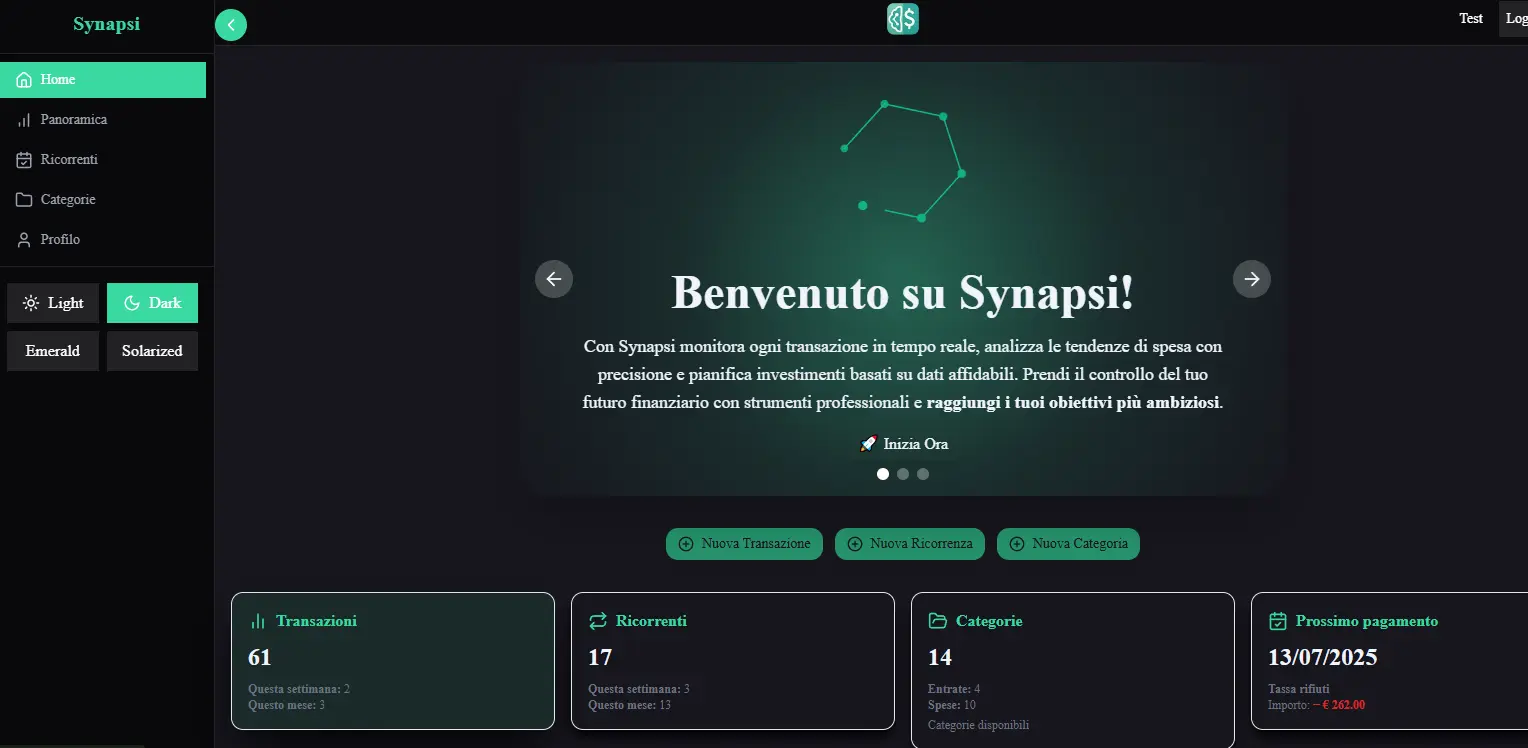 Synapsi
Test
Log
Home
Panoramica
Ricorrenti
Categorie
Profilo
Light
Dark
Emerald
Solarized
$
Benvenuto su Synapsi!
Con Synapsi monitora ogni transazione in tempo reale, analizza le tendenze di spesa con
precisione e pianifica investimenti basati su dati affidabili. Prendi il controllo del tuo
futuro finanziario con strumenti professionali e raggiungi i tuoi obiettivi più ambiziosi.
🚀 Inizia Ora
Nuova Transazione
Nuova Ricorrenza
Nuova Categoria
Transazioni
61
Questa settimana: 2
Questo mese: 3
Ricorrenti
17
Questa settimana: 3
Questo mese: 13
Categorie
14
Entrate: 4
Spese: 10
Categorie disponibili
Prossimo pagamento
13/07/2025
Tassa rifiuti
Importo: − € 262.00